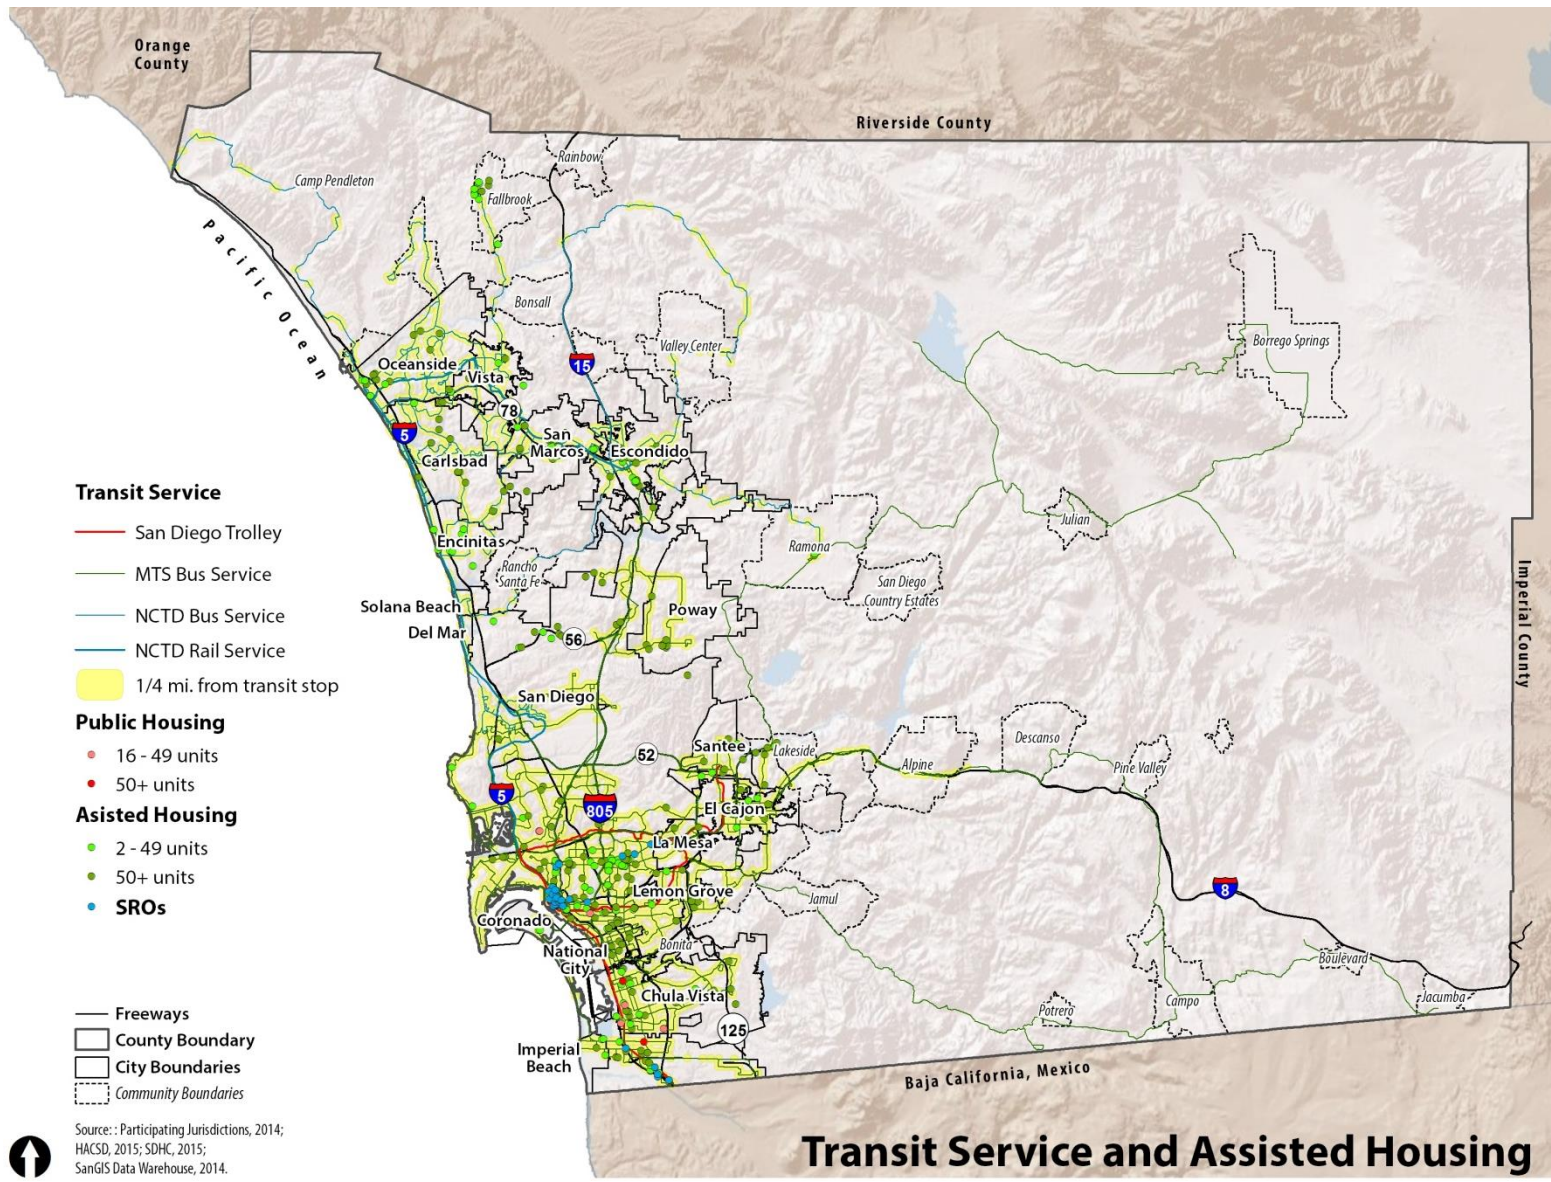 Orange
County
Riverside County
Rainbow
Camp Pendleton
Fallbrook
Pacific Ocean
Bonsall
Valley Center
Borrego Springs
Oceanside
Vista
15
78
5
San
Marcos
Escondido
Carlsbad
Transit Service
San Diego Trolley
MTS Bus Service
NCTD Bus Service
NCTD Rail Service
1/4 mi. from transit stop
Public Housing
16 - 49 units
50+ units
Asisted Housing
2 - 49 units
50+ units
SROs
Encinitas
Rancho
Santa Fe
Ramona
Julian
San Diego
Country Estates
Imperial County
Solana Beach
Del Mar
Poway
56
San Diego
Santee
52
Lakeside
Alpine
Descanso
Pine Valley
5
805
El Cajon
La Mesa
Lemon Grove
Jamul
8
Coronado
National
City
Bonita
Chula Vista
Boulevard
Jacumba
Campo
Potrero
125
Imperial
Beach
Baja California, Mexico
Freeways
County Boundary
City Boundaries
Community Boundaries
Source: : Participating Jurisdictions, 2014;
HACSD, 2015; SDHC, 2015;
SanGIS Data Warehouse, 2014.
Transit Service and Assisted Housing